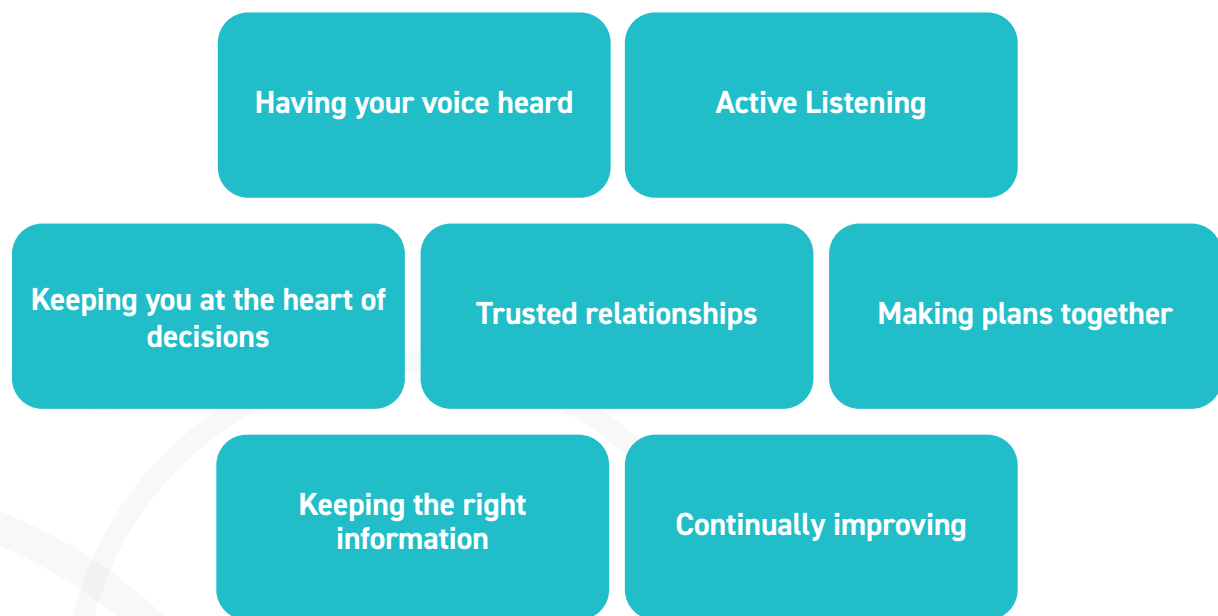 Having your voice heard
Active Listening
Keeping you at the heart of
decisions
Trusted relationships
Making plans together
Keeping the right
information
Continually improving